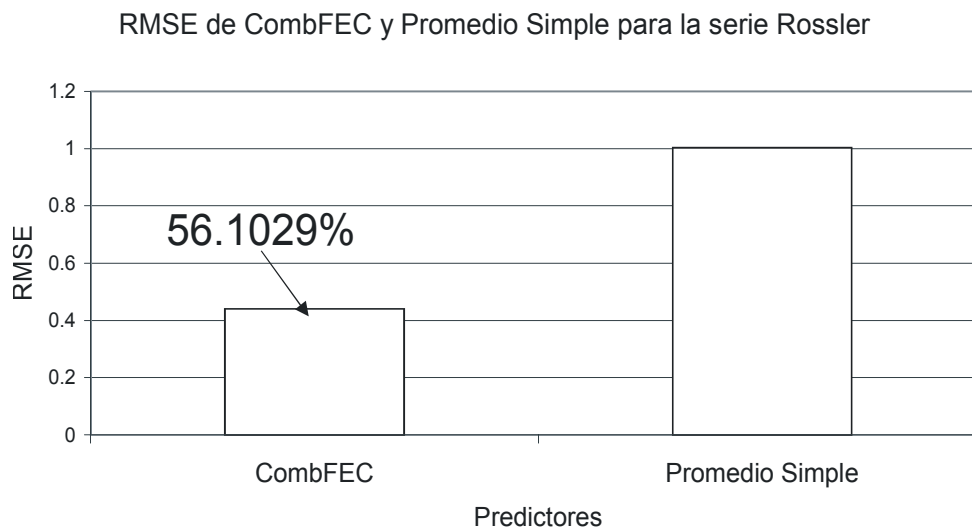 RMSE de CombFEC y Promedio Simple para la serie Rossler
1.2
1
0.8
0.6
0.4
0.2
0
RMSE
56.1029%
CombFEC
Promedio Simple
Predictores